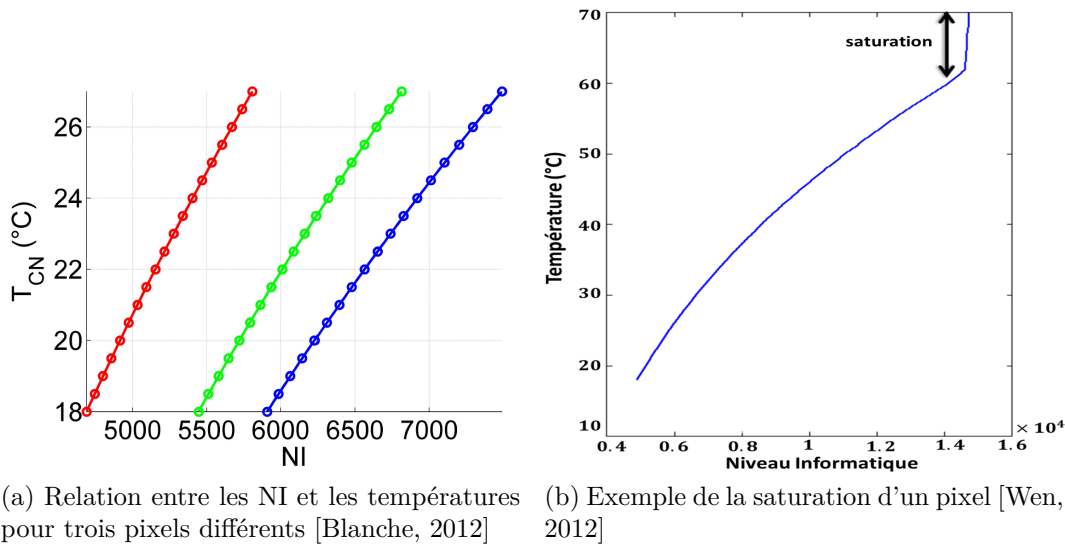 26
24
22
20
18
T_CN (°C)
5000 5500 6000 6500 7000
NI
70
60
50
40
30
20
10
Température (°C)
saturation
0.4 0.6 0.8 1 1.2 1.4 1.6
× 10⁴
Niveau Informatique
(a) Relation entre les NI et les températures
pour trois pixels différents [Blanche, 2012]
(b) Exemple de la saturation d'un pixel [Wen,
2012]